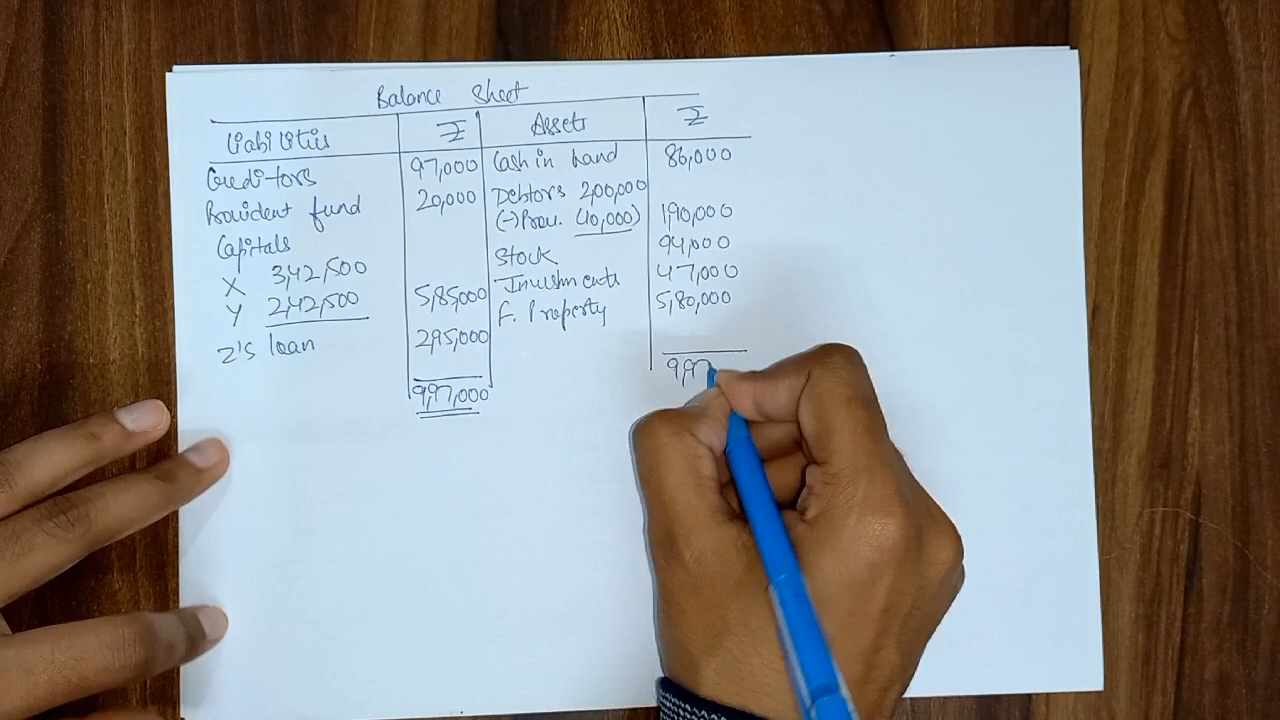 Balance Sheet
Liabilities ₹ Assets ₹
Creditors 97,000 Cash in hand 86,000
Provident fund 20,000 Debtors 2,00,000
(-) Prov. (10,000) 1,90,000
Capitals
Stock 94,000
X 3,42,500
Investments 47,000
Y 2,42,500 5,85,000 F. Property 5,80,000
Z's loan 2,95,000
9,97,000 9,97